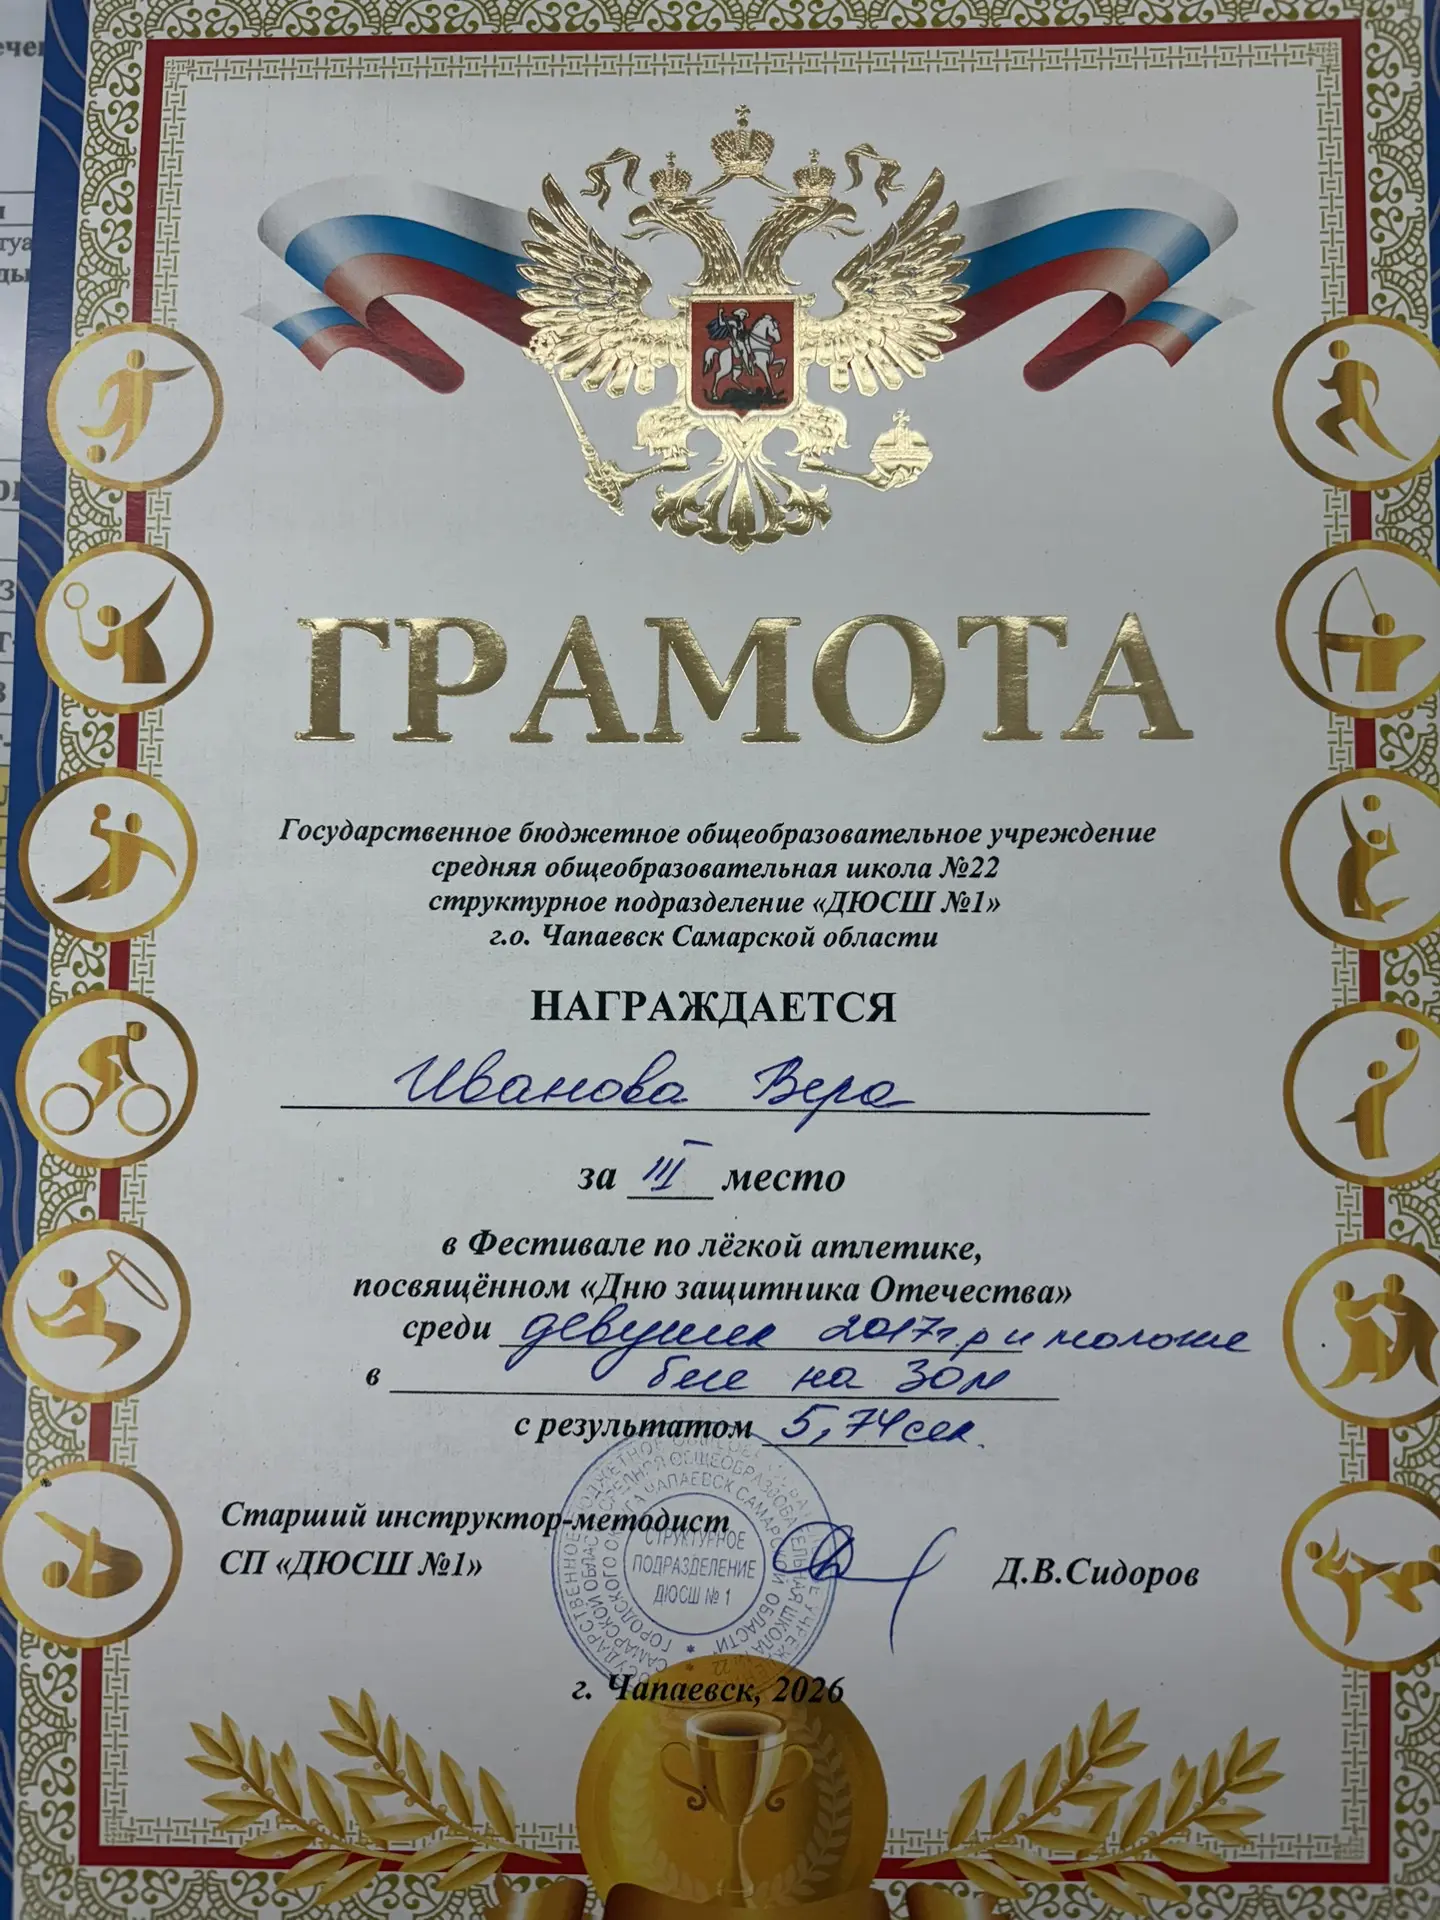 ГРАМОТА
Государственное бюджетное общеобразовательное учреждение
средняя общеобразовательная школа №22
структурное подразделение «ДЮСШ №1»
г.о. Чапаевск Самарской области
НАГРАЖДАЕТСЯ
Иванова Вера
за III место
в Фестивале по лёгкой атлетике,
посвящённом «Дню защитника Отечества»
среди девушек 2017г.р и моложе
в беге на 30м
с результатом 5,74сек.
Старший инструктор-методист
СП «ДЮСШ №1»
Д.В.Сидоров
СТРУКТУРНОЕ
ПОДРАЗДЕЛЕНИЕ
ДЮСШ № 1
г. Чапаевск, 2026